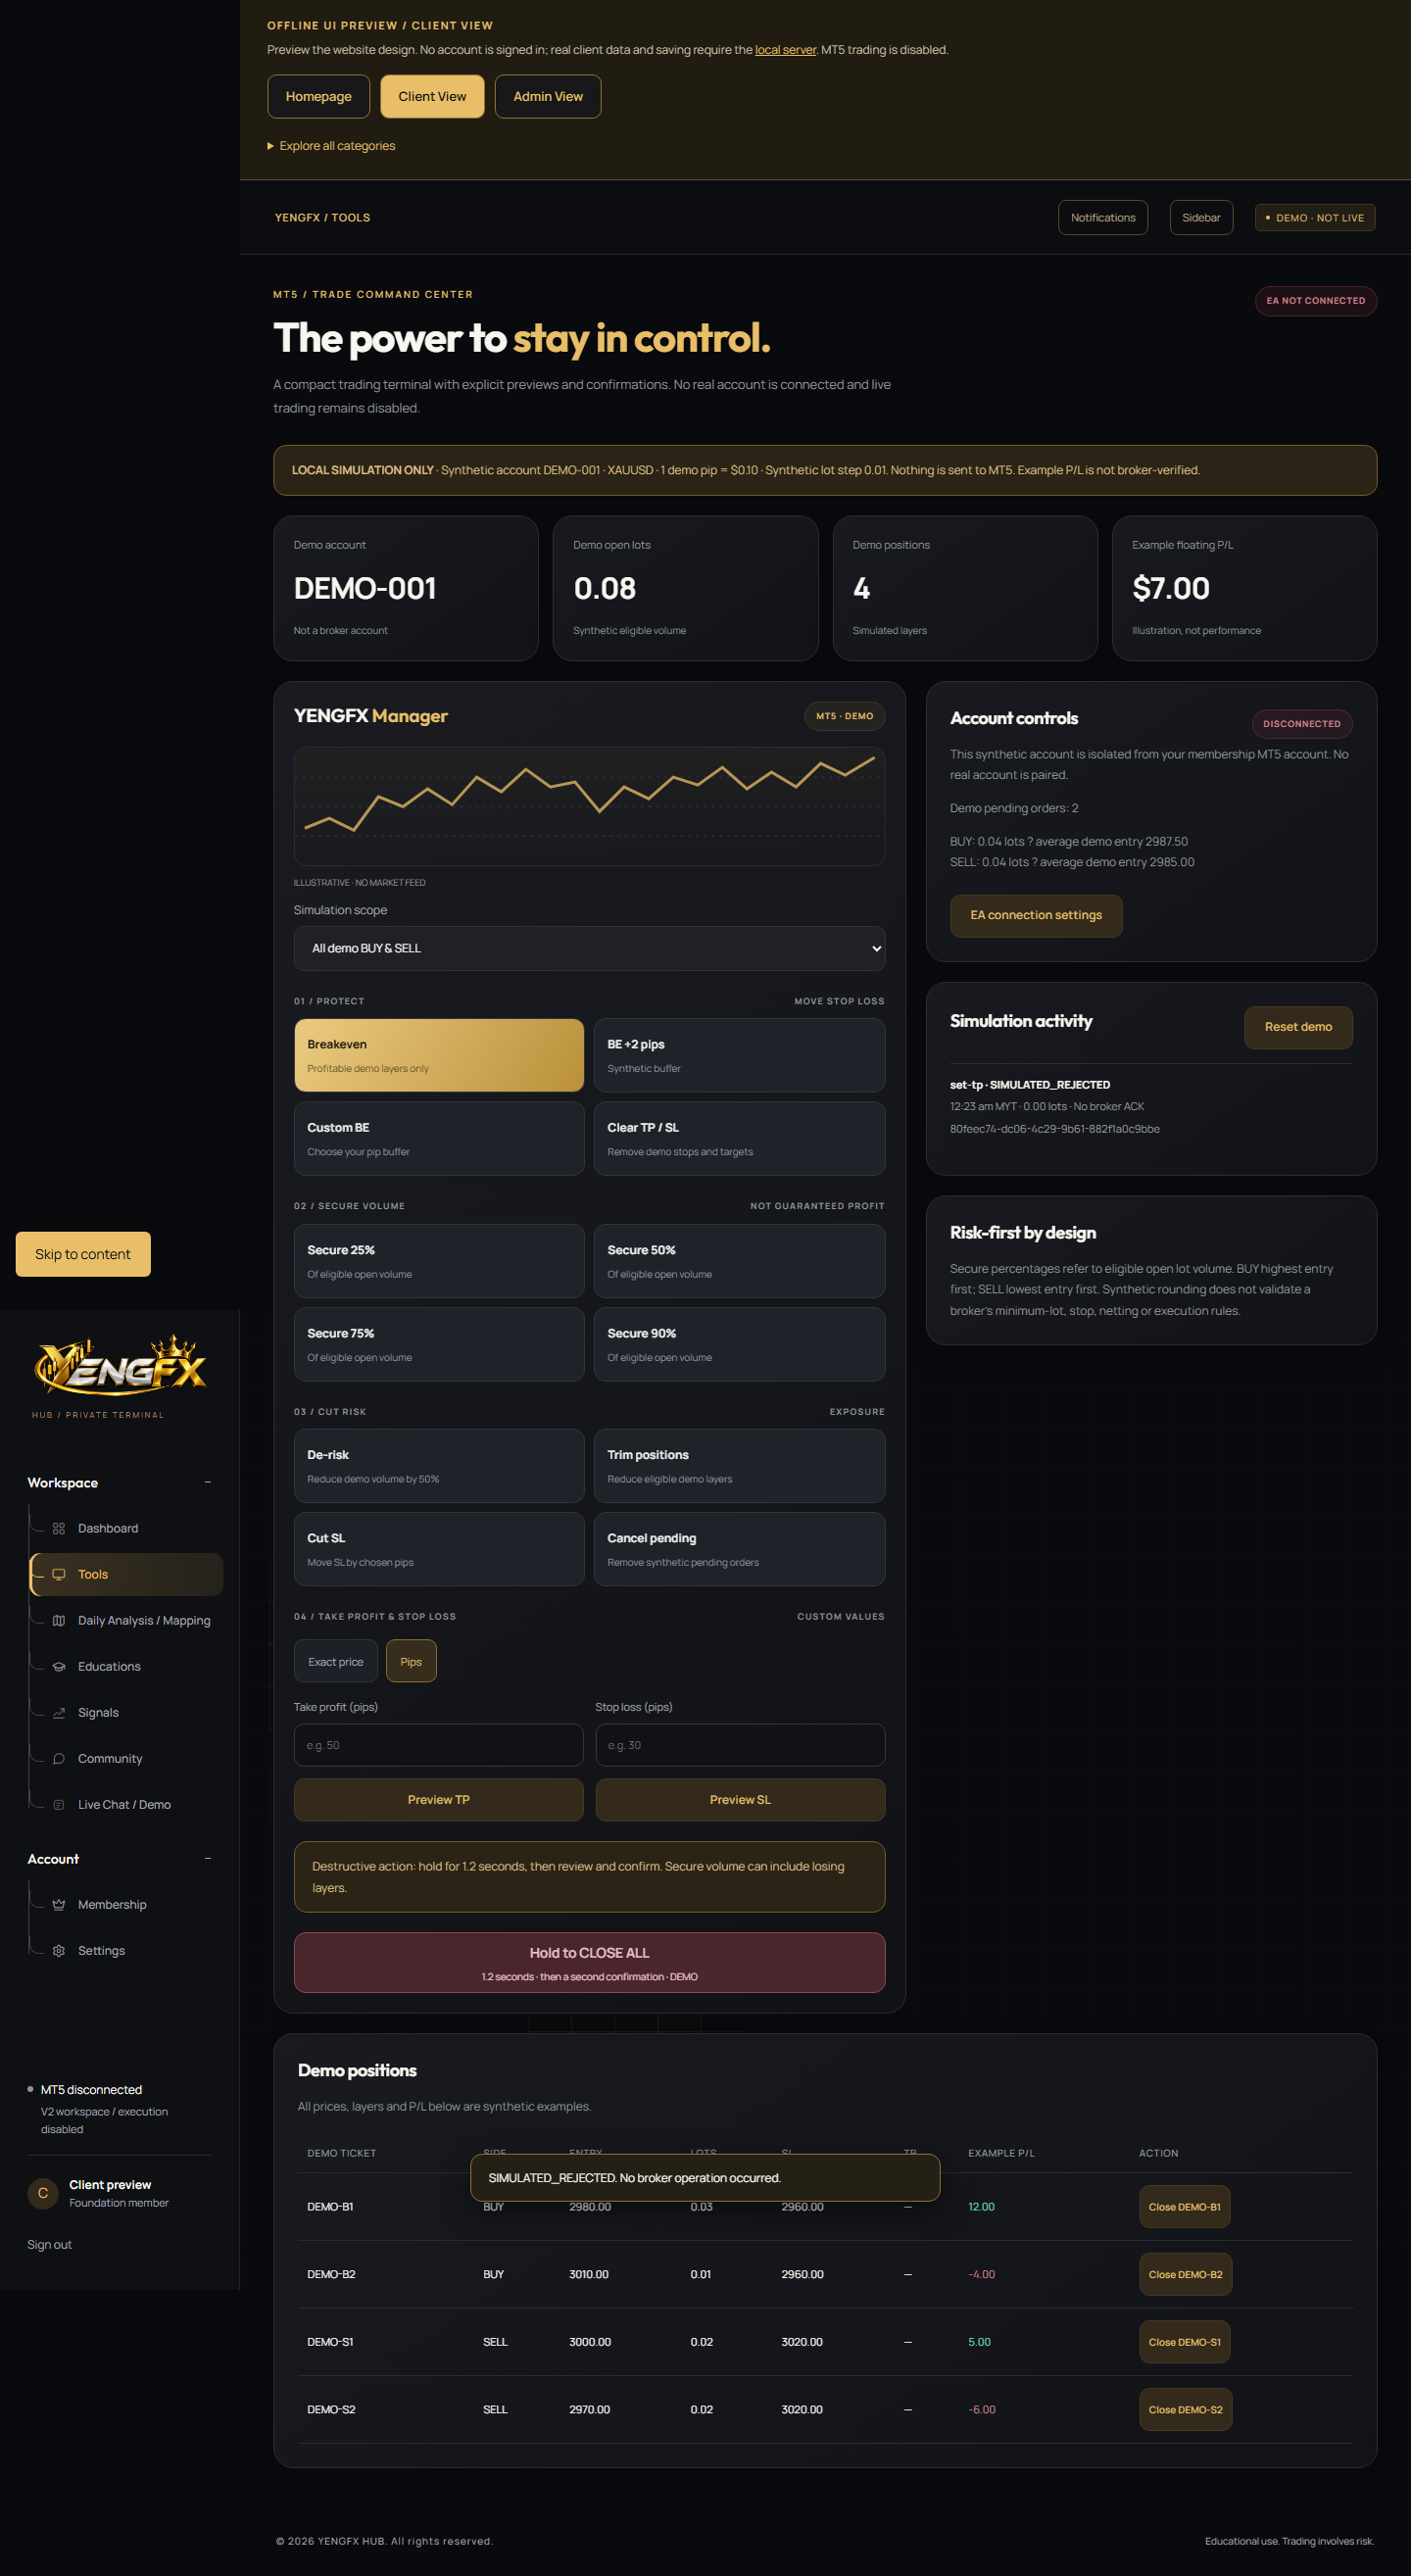 OFFLINE UI PREVIEW / CLIENT VIEW
Preview the website design. No account is signed in; real client data and saving require the local server. MT5 trading is disabled.
Homepage
Client View
Admin View
Explore all categories
YENGFX / TOOLS
Notifications
Sidebar
DEMO · NOT LIVE
MT5 / TRADE COMMAND CENTER
EA NOT CONNECTED
The power to stay in control.
A compact trading terminal with explicit previews and confirmations. No real account is connected and live
trading remains disabled.
LOCAL SIMULATION ONLY · Synthetic account DEMO-001 · XAUUSD · 1 demo pip = $0.10 · Synthetic lot step 0.01. Nothing is sent to MT5. Example P/L is not broker-verified.
Demo account
DEMO-001
Not a broker account
Demo open lots
0.08
Synthetic eligible volume
Demo positions
4
Simulated layers
Example floating P/L
$7.00
Illustration, not performance
YENGFX Manager
MT5 · DEMO
ILLUSTRATIVE · NO MARKET FEED
Simulation scope
All demo BUY & SELL
01 / PROTECT
MOVE STOP LOSS
Breakeven
Profitable demo layers only
BE +2 pips
Synthetic buffer
Custom BE
Choose your pip buffer
Clear TP / SL
Remove demo stops and targets
02 / SECURE VOLUME
NOT GUARANTEED PROFIT
Secure 25%
Of eligible open volume
Secure 50%
Of eligible open volume
Secure 75%
Of eligible open volume
Secure 90%
Of eligible open volume
03 / CUT RISK
EXPOSURE
De-risk
Reduce demo volume by 50%
Trim positions
Reduce eligible demo layers
Cut SL
Move SL by chosen pips
Cancel pending
Remove synthetic pending orders
04 / TAKE PROFIT & STOP LOSS
CUSTOM VALUES
Exact price
Pips
Take profit (pips)
Stop loss (pips)
e.g. 50
e.g. 30
Preview TP
Preview SL
Destructive action: hold for 1.2 seconds, then review and confirm. Secure volume can include losing
layers.
Hold to CLOSE ALL
1.2 seconds · then a second confirmation · DEMO
Account controls
DISCONNECTED
This synthetic account is isolated from your membership MT5 account. No
real account is paired.
Demo pending orders: 2
BUY: 0.04 lots ? average demo entry 2987.50
SELL: 0.04 lots ? average demo entry 2985.00
EA connection settings
Simulation activity
Reset demo
set-tp · SIMULATED_REJECTED
12:23 am MYT · 0.00 lots · No broker ACK
80feec74-dc06-4c29-9b61-882f1a0c9bbe
Risk-first by design
Secure percentages refer to eligible open lot volume. BUY highest entry
first; SELL lowest entry first. Synthetic rounding does not validate a
broker's minimum-lot, stop, netting or execution rules.
Skip to content
YENGFX
HUB / PRIVATE TERMINAL
Workspace
Dashboard
Tools
Daily Analysis / Mapping
Educations
Signals
Community
Live Chat / Demo
Account
Membership
Settings
MT5 disconnected
V2 workspace / execution
disabled
C
Client preview
Foundation member
Sign out
Demo positions
All prices, layers and P/L below are synthetic examples.
DEMO TICKET SIDE ENTRY LOTS SL TP EXAMPLE P/L ACTION
SIMULATED_REJECTED. No broker operation occurred.
DEMO-B1 BUY 2980.00 0.03 2960.00 — 12.00 Close DEMO-B1
DEMO-B2 BUY 3010.00 0.01 2960.00 — -4.00 Close DEMO-B2
DEMO-S1 SELL 3000.00 0.02 3020.00 — 5.00 Close DEMO-S1
DEMO-S2 SELL 2970.00 0.02 3020.00 — -6.00 Close DEMO-S2
© 2026 YENGFX HUB. All rights reserved.
Educational use. Trading involves risk.